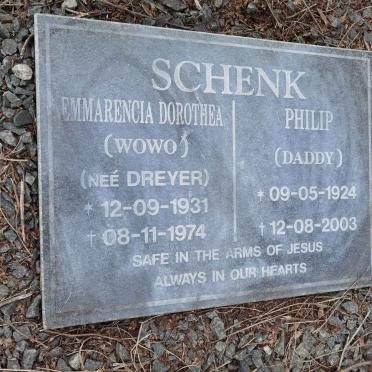 SCHENK
EMMARENCIA DOROTHEA
(WOWO)
(NEÉ DREYER)
* 12-09-1931
† 08-11-1974
PHILIP
(DADDY)
* 09-05-1924
† 12-08-2003
SAFE IN THE ARMS OF JESUS
ALWAYS IN OUR HEARTS